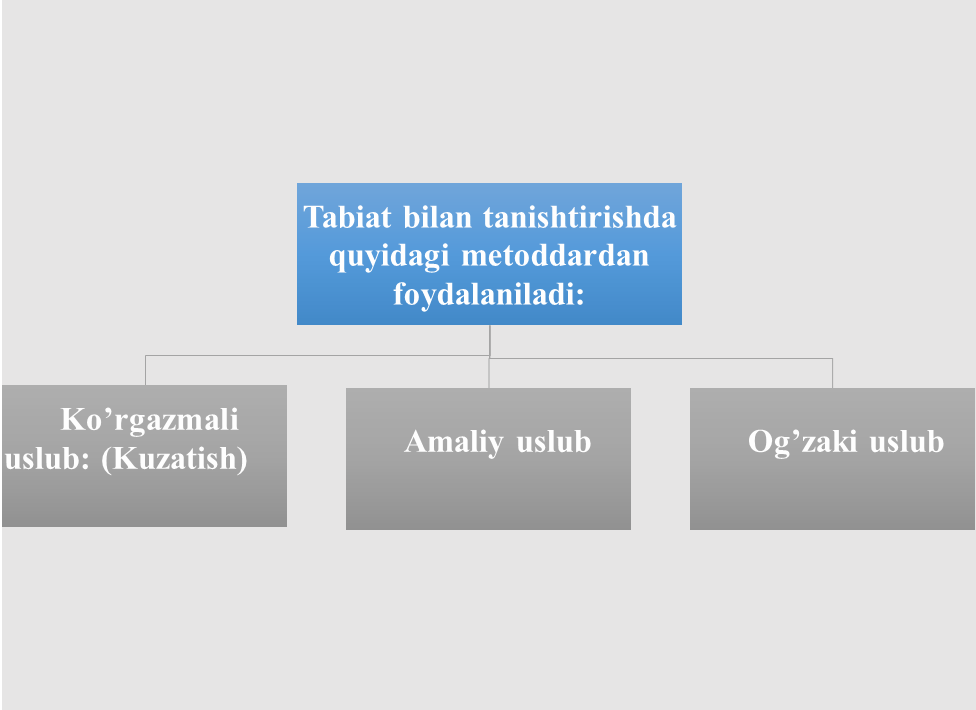 Tabiat bilan tanishtirishda
quyidagi metoddardan
foydalaniladi:
Ko’rgazmali
uslub: (Kuzatish)
Amaliy uslub
Og’zaki uslub